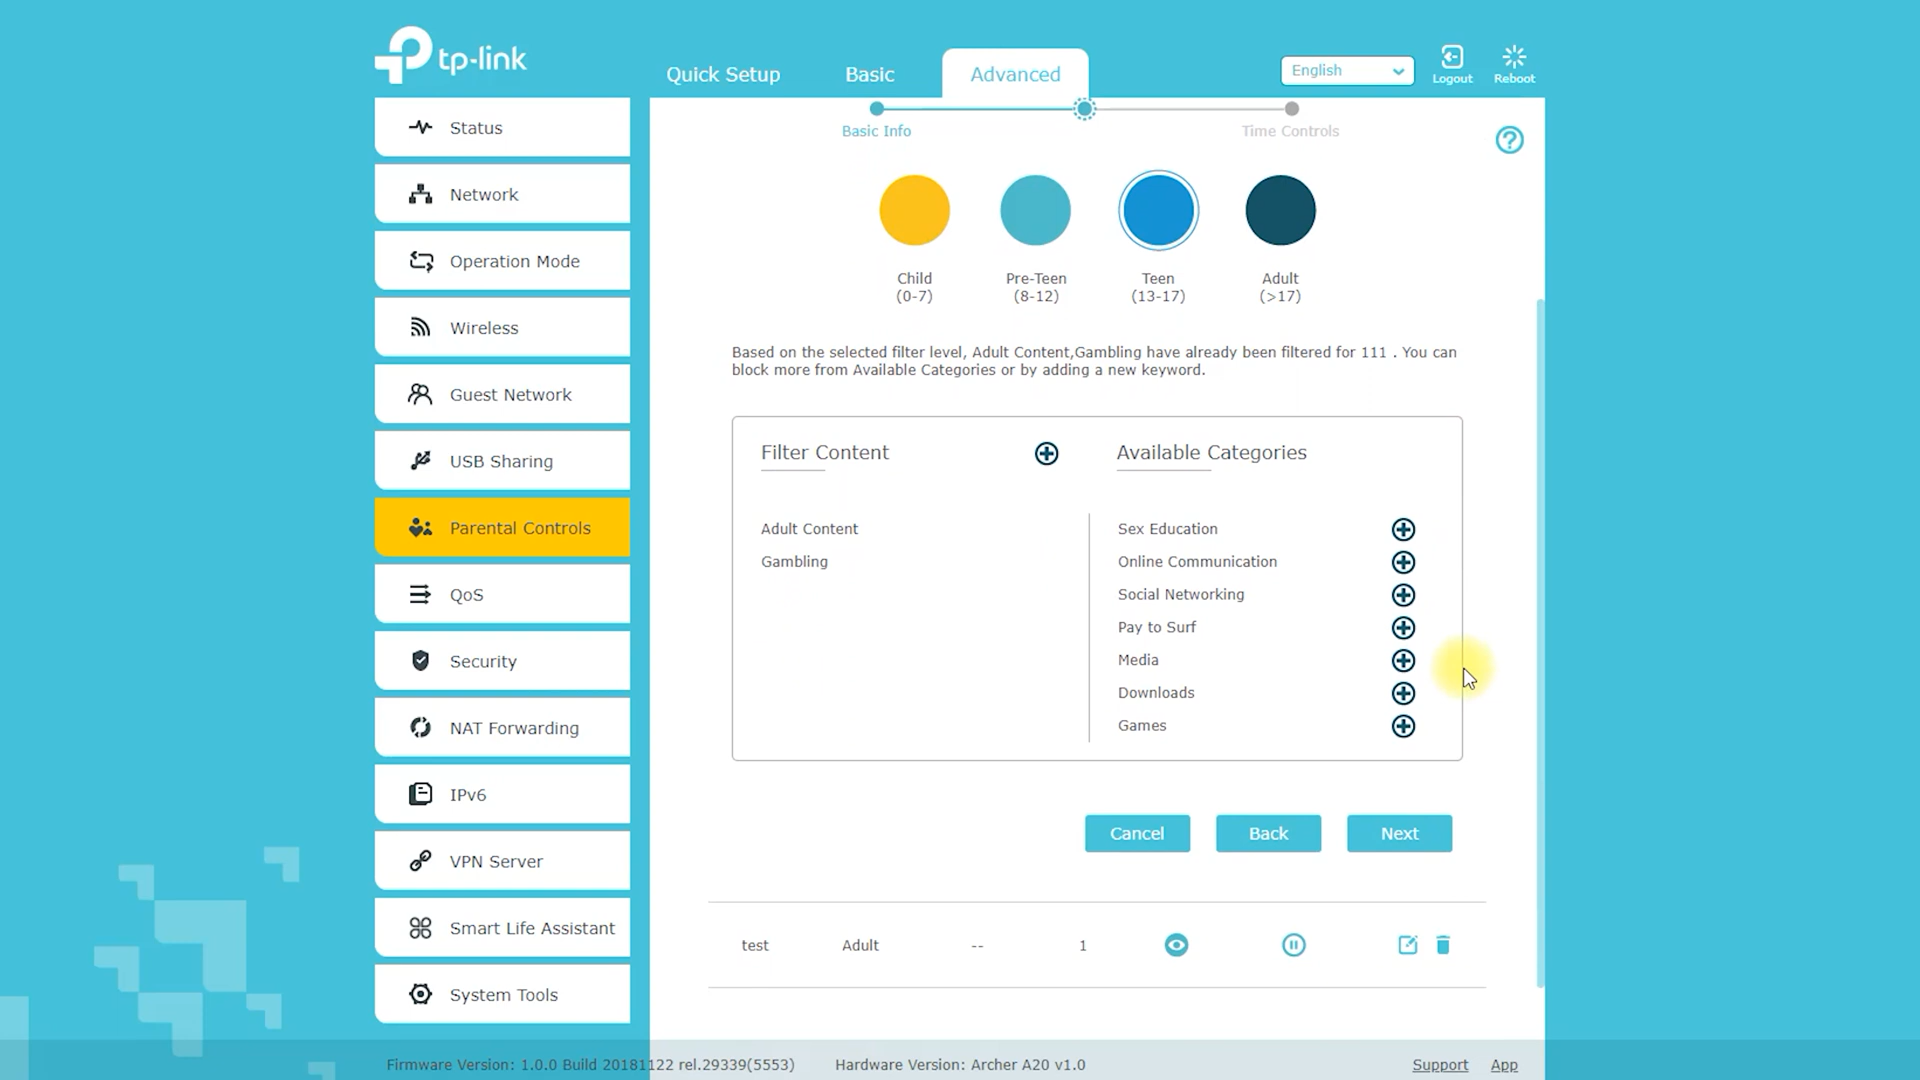 tp-link
Quick Setup
Basic
Advanced
English
Logout
Reboot
Status
Network
Operation Mode
Wireless
Guest Network
USB Sharing
Parental Controls
QoS
Security
NAT Forwarding
IPv6
VPN Server
Smart Life Assistant
System Tools
Basic Info
Time Controls
Child
(0-7)
Pre-Teen
(8-12)
Teen
(13-17)
Adult
(>17)
Based on the selected filter level, Adult Content,Gambling have already been filtered for 111 . You can
block more from Available Categories or by adding a new keyword.
Filter Content
Adult Content
Gambling
Available Categories
Sex Education
Online Communication
Social Networking
Pay to Surf
Media
Downloads
Games
Cancel
Back
Next
test
Adult
--
1
Firmware Version: 1.0.0 Build 20181122 rel.29339(5553)
Hardware Version: Archer A20 v1.0
Support
App